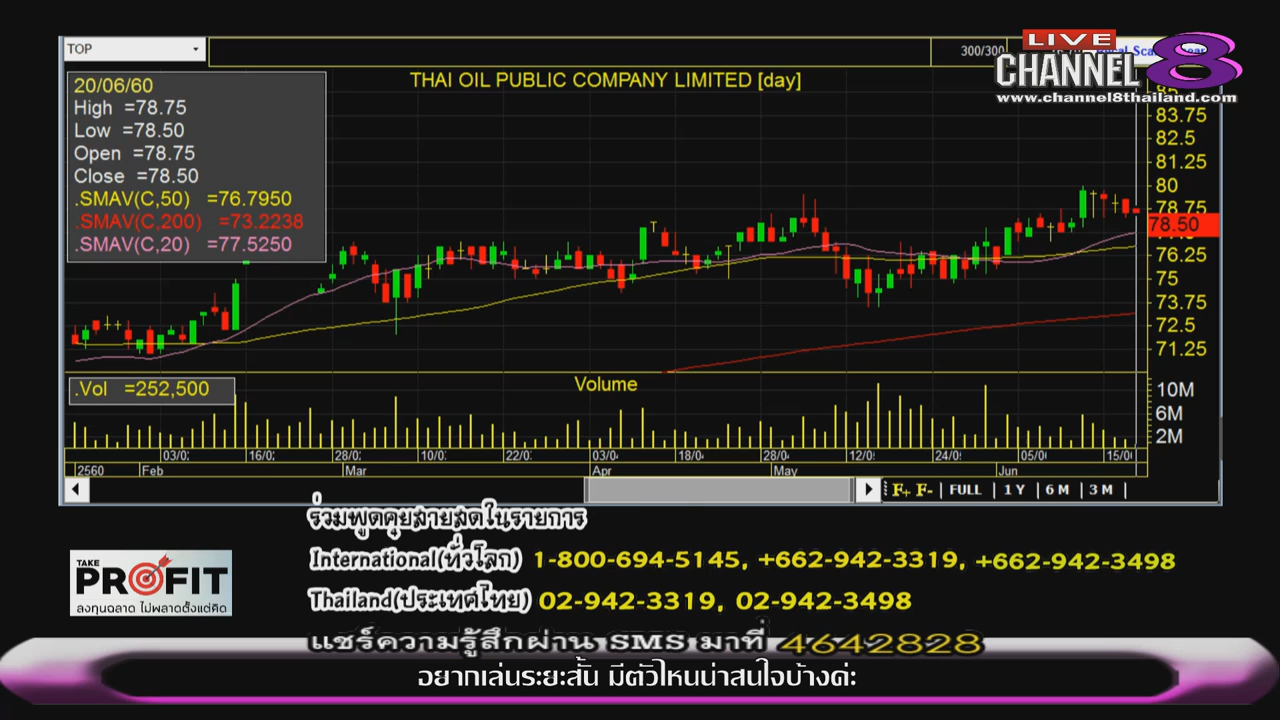 TOP
300/300
LIVE
CHANNEL 8
www.channel8thailand.com
THAI OIL PUBLIC COMPANY LIMITED [day]
20/06/60
High =78.75
Low =78.50
Open =78.75
Close =78.50
.SMAV(C,50) =76.7950
.SMAV(C,200) =73.2238
.SMAV(C,20) =77.5250
85
83.75
82.5
81.25
80
78.75
78.50
76.25
75
73.75
72.5
71.25
.Vol =252,500
Volume
10M
6M
2M
03/0 16/0 28/0 10/0 22/0 03/0 18/0 28/0 12/0 24/0 05/0 15/0
2560 Feb Mar Apr May Jun
F+ F- | FULL | 1 Y | 6 M | 3 M |
ร่วมพูดคุยสายสดในรายการ
International(ทั่วโลก) 1-800-694-5145, +662-942-3319, +662-942-3498
Thailand(ประเทศไทย) 02-942-3319, 02-942-3498
TAKE
PROFIT
ลงทุนฉลาด ไม่พลาดตั้งแต่คิด
แชร์ความรู้สึกผ่าน SMS มาที่ 4642828
อยากเล่นระยะสั้น มีตัวไหนน่าสนใจบ้างค่ะ